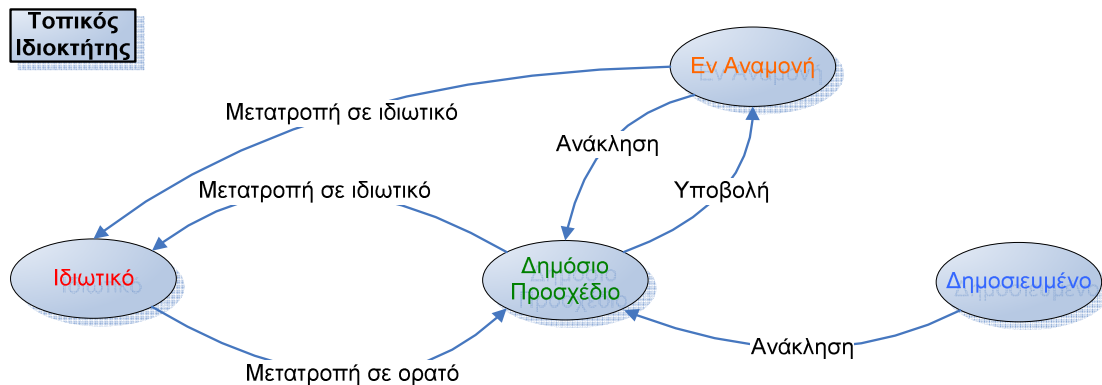 Τοπικός
Ιδιοκτήτης
Εν Αναμονή
Μετατροπή σε ιδιωτικό
Ανάκληση
Μετατροπή σε ιδιωτικό
Υποβολή
Ιδιωτικό
Δημόσιο
Προσχέδιο
Δημοσιευμένο
Ανάκληση
Μετατροπή σε ορατό